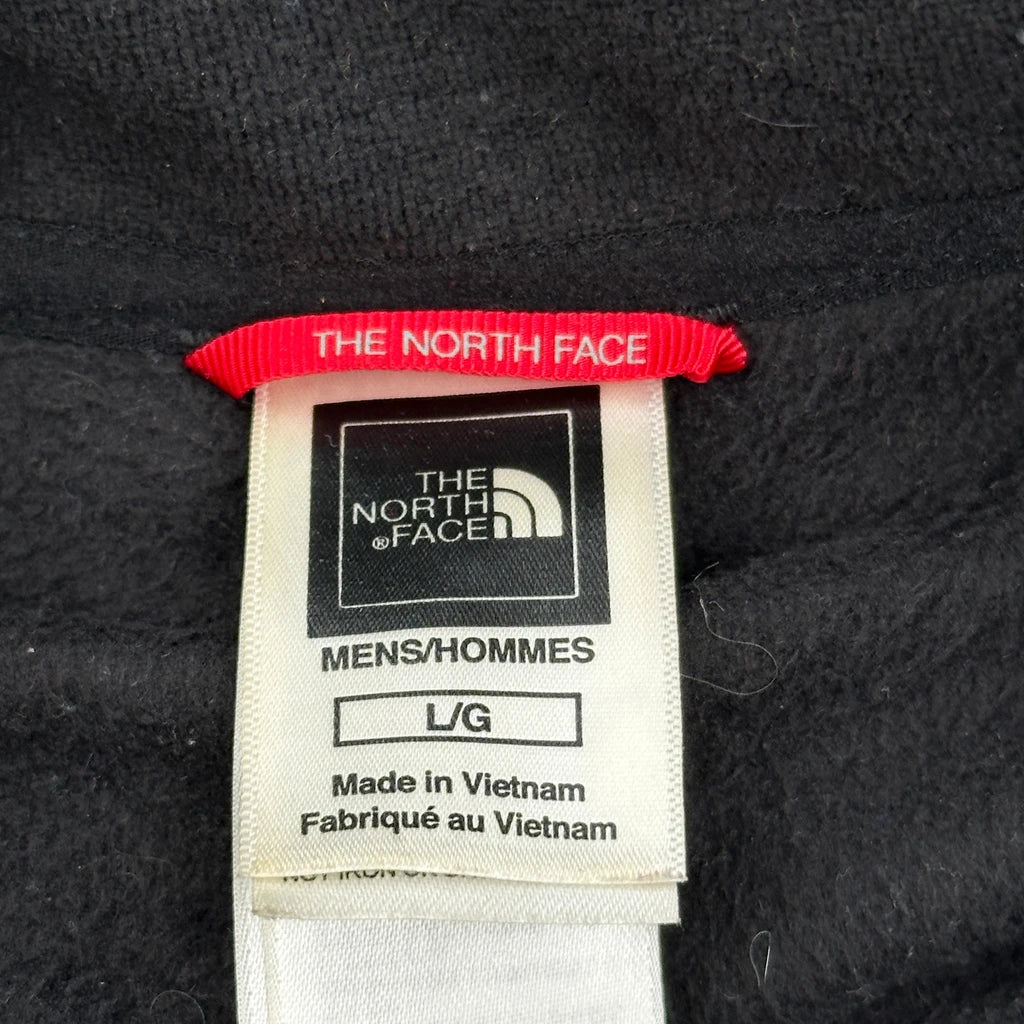 THE NORTH FACE
THE
NORTH
®FACE
MENS/HOMMES
L/G
Made in Vietnam
Fabriqué au Vietnam